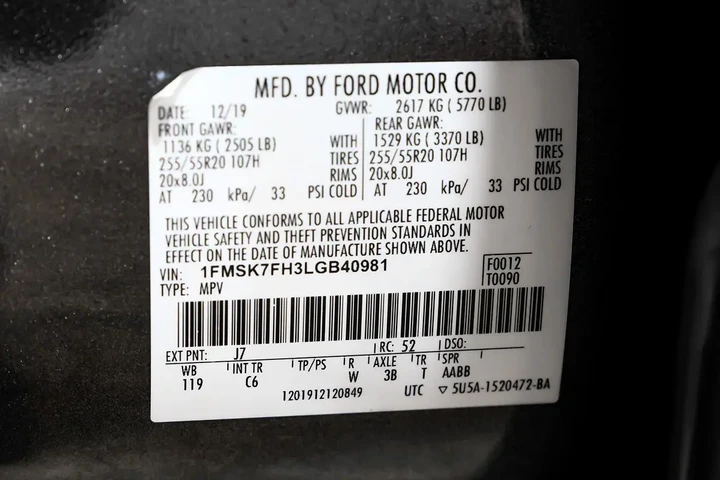 MFD. BY FORD MOTOR CO.
DATE: 12/19 GVWR: 2617 KG ( 5770 LB)
FRONT GAWR: REAR GAWR:
1136 KG ( 2505 LB) WITH 1529 KG ( 3370 LB) WITH
255/55R20 107H TIRES 255/55R20 107H TIRES
20x8.0J RIMS 20x8.0J RIMS
AT 230 kPa/ 33 PSI COLD AT 230 kPa/ 33 PSI COLD
THIS VEHICLE CONFORMS TO ALL APPLICABLE FEDERAL MOTOR
VEHICLE SAFETY AND THEFT PREVENTION STANDARDS IN
EFFECT ON THE DATE OF MANUFACTURE SHOWN ABOVE.
VIN: 1FMSK7FH3LGB40981 F0012
TYPE: MPV T0090
EXT PNT: J7 RC: 52 DSO:
WB INT TR TP/PS R AXLE TR SPR
119 C6 W 3B T AABB
1201912120849 UTC ▽ 5U5A-1520472-BA